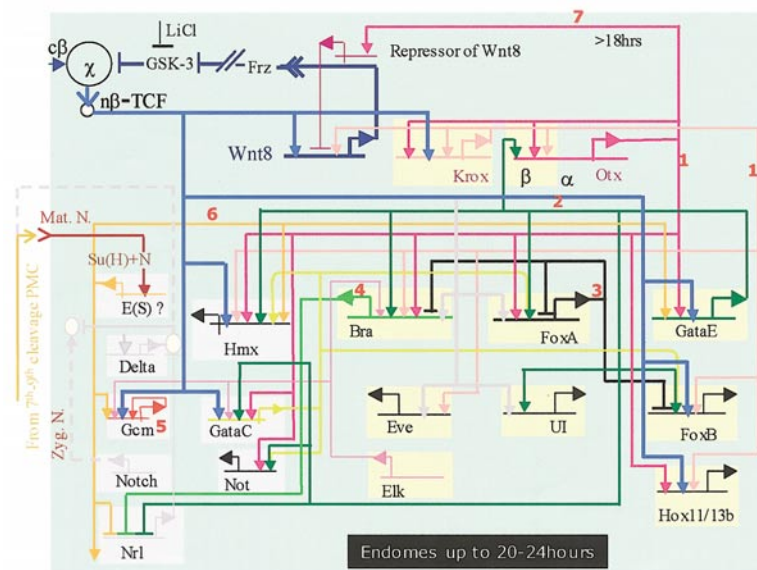 LiCl
7
cβ
χ
GSK-3
Frz
Repressor of Wnt8
>18hrs
nβ-TCF
Wnt8
Krox
β
α
Otx
1
1
2
Mat. N.
6
Su(H)+N
E(S) ?
4
3
Hmx
Bra
FoxA
GataE
Delta
From 7th-9th cleavage PMC
Zyg. N.
Gcm
5
GataC
Eve
UI
FoxB
Notch
Not
Elk
Hox11/13b
Nrl
Endomes up to 20-24hours